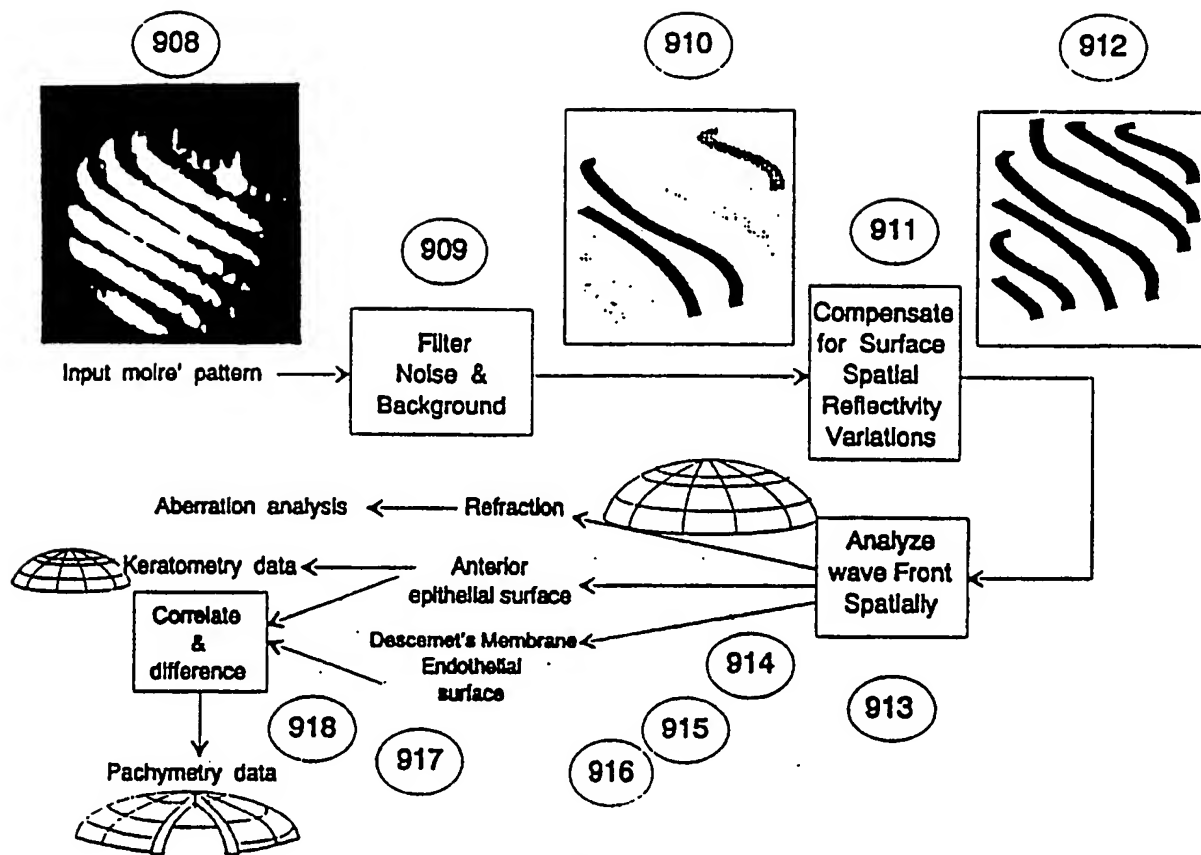 908
910
912
909
911
Input moire' pattern
Filter
Noise &
Background
Compensate
for Surface
Spatial
Reflectivity
Variations
Aberration analysis
Refraction
Analyze
wave Front
Spatially
Keratometry data
Anterior
epithelial surface
Correlate
&
difference
Descemet's Membrane
Endothelial
surface
914
913
915
916
918
917
Pachymetry data